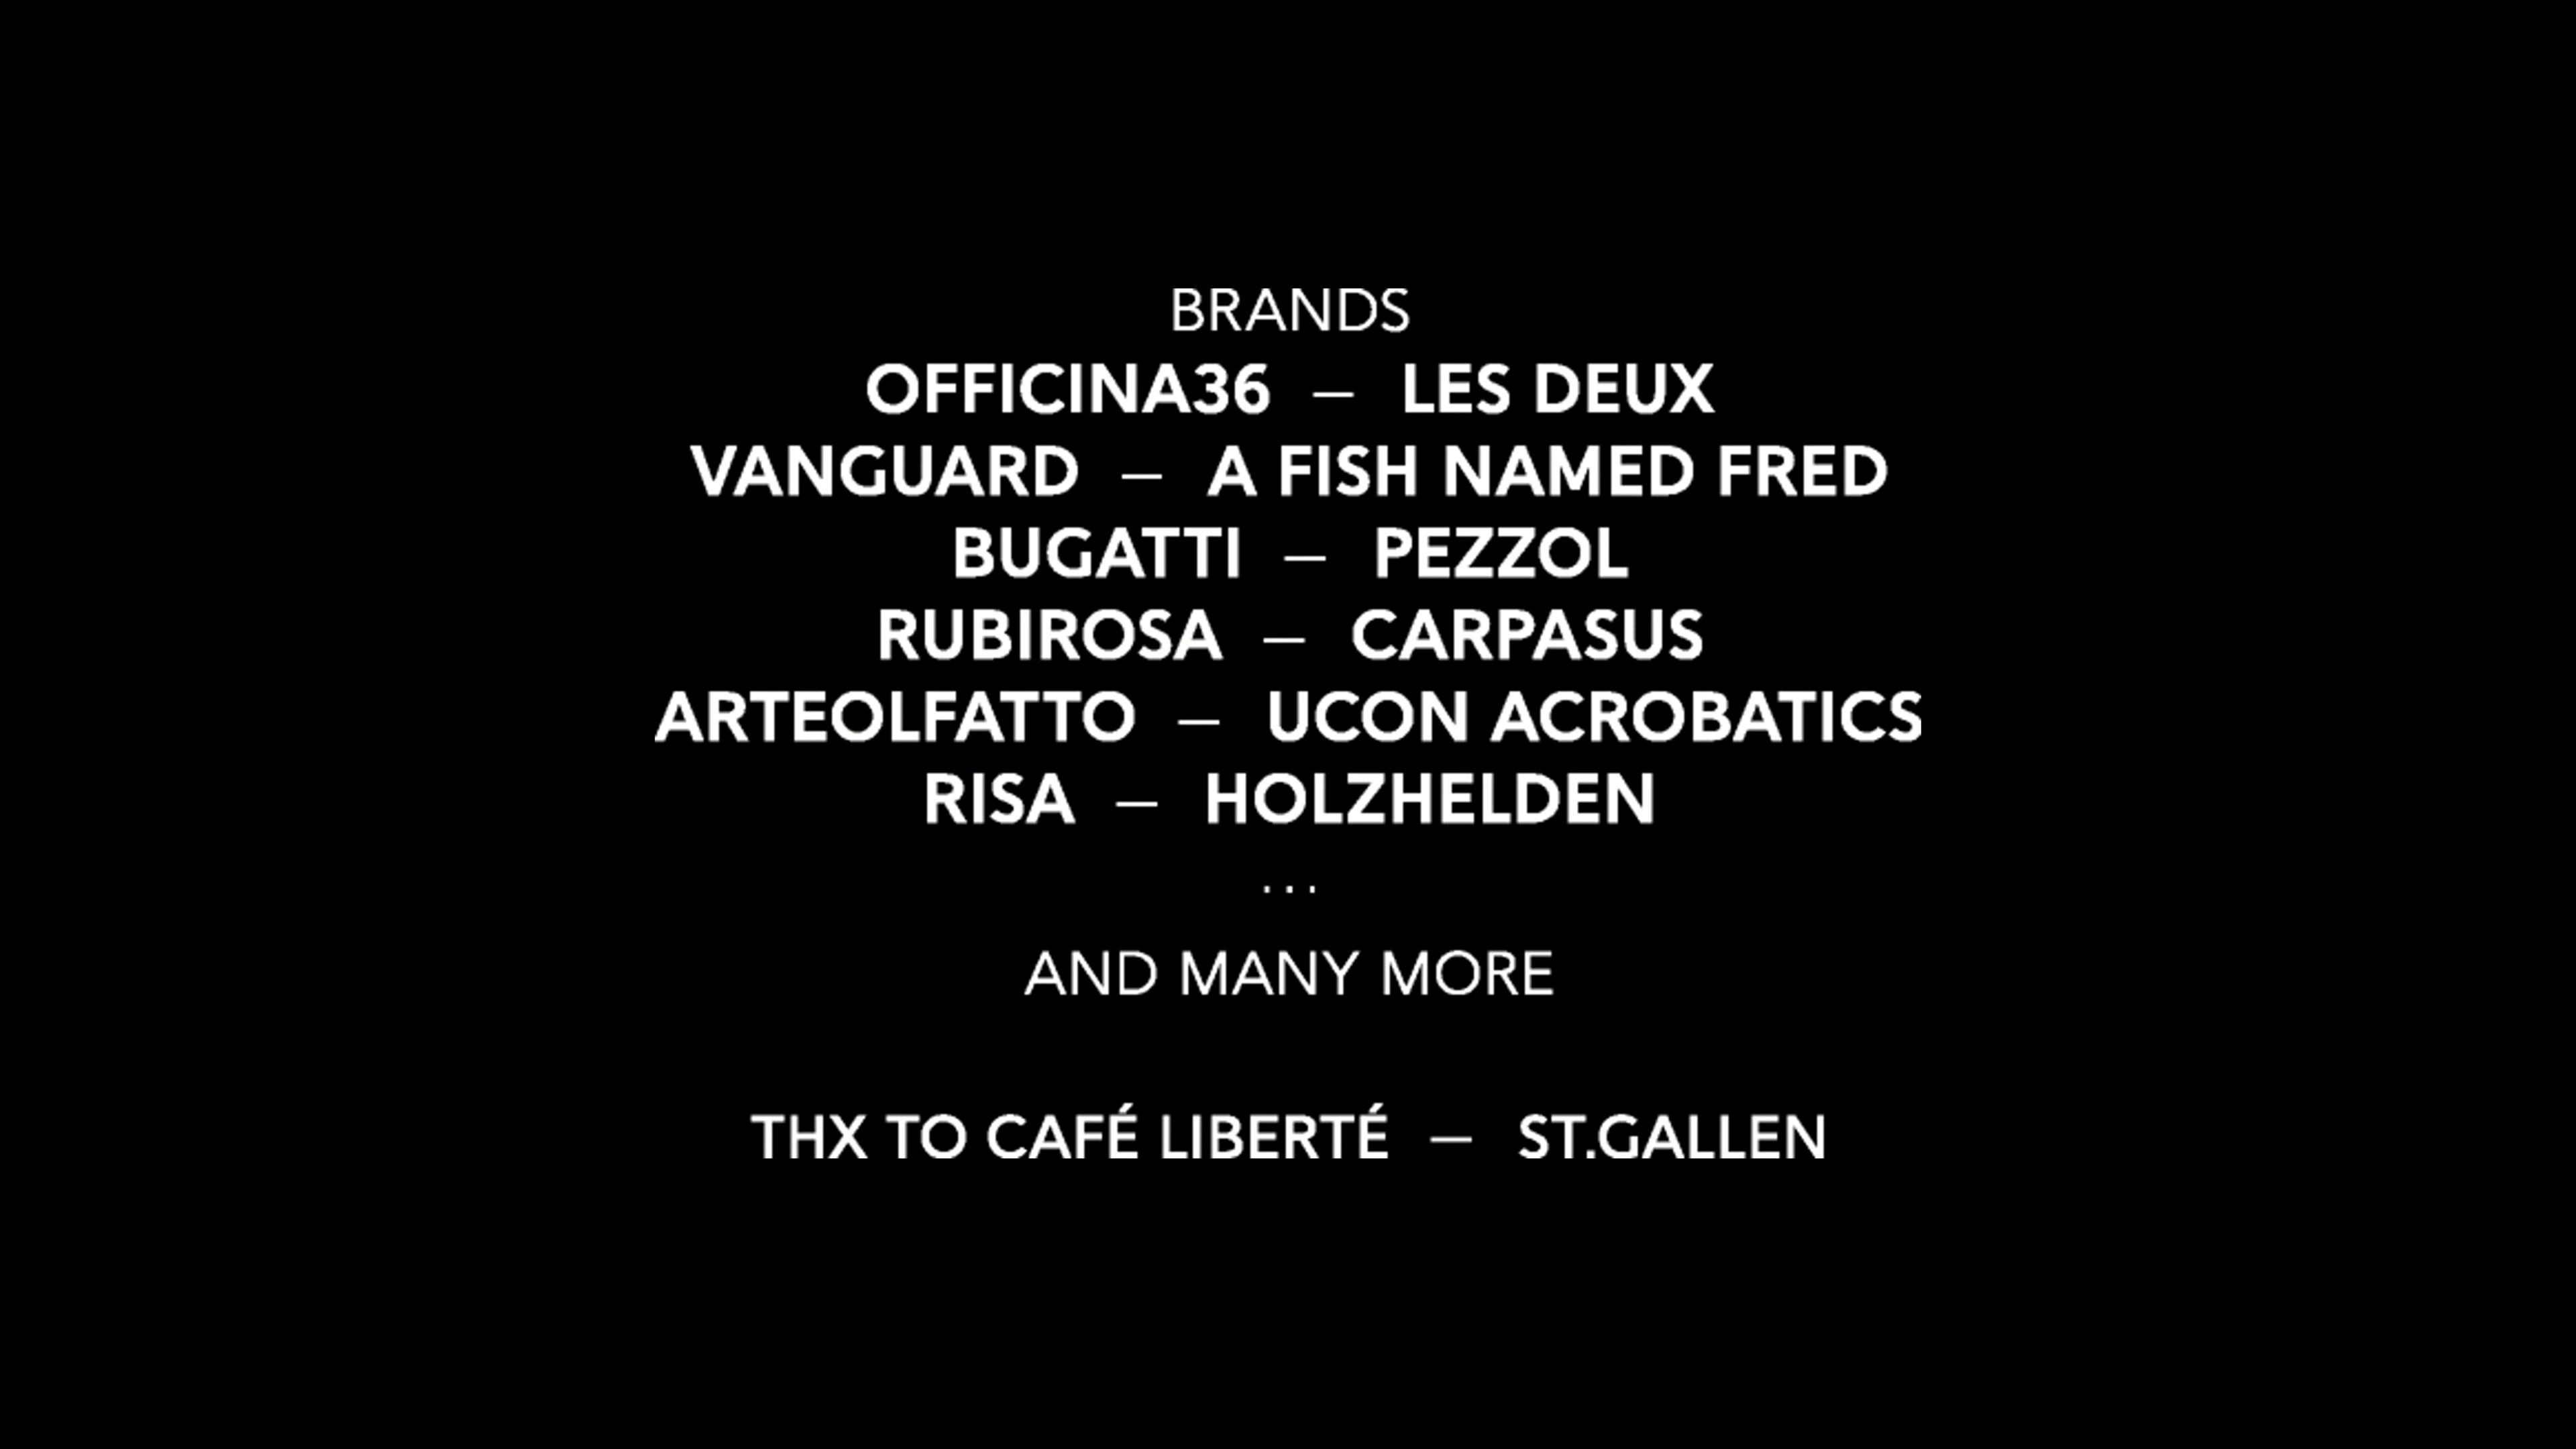 BRANDS
OFFICINA36 – LES DEUX
VANGUARD – A FISH NAMED FRED
BUGATTI – PEZZOL
RUBIROSA – CARPASUS
ARTEOLFATTO – UCON ACROBATICS
RISA – HOLZHELDEN
...
AND MANY MORE
THX TO CAFÉ LIBERTÉ – ST.GALLEN